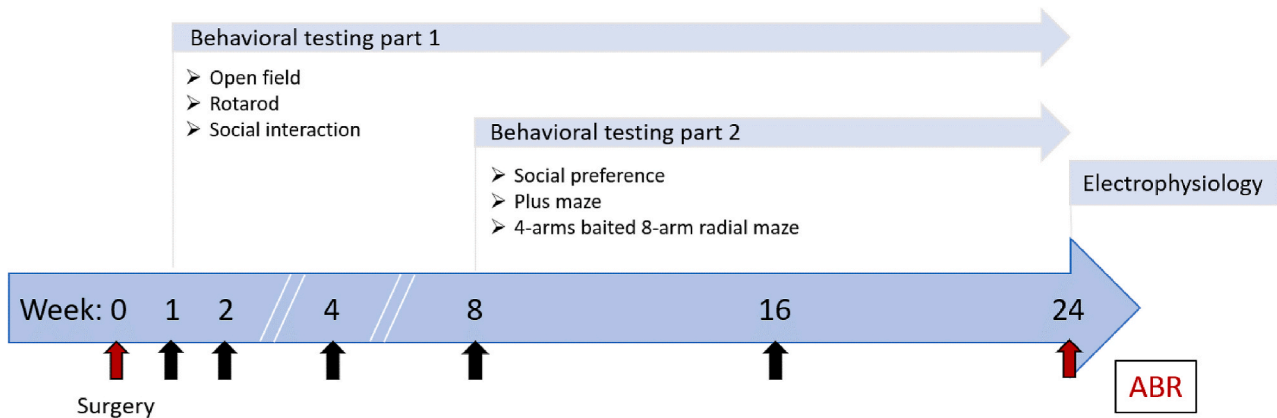 Behavioral testing part 1
➢ Open field
➢ Rotarod
➢ Social interaction
Behavioral testing part 2
➢ Social preference
➢ Plus maze
➢ 4-arms baited 8-arm radial maze
Electrophysiology
Week: 0 1 2 4 8 16 24
Surgery
ABR